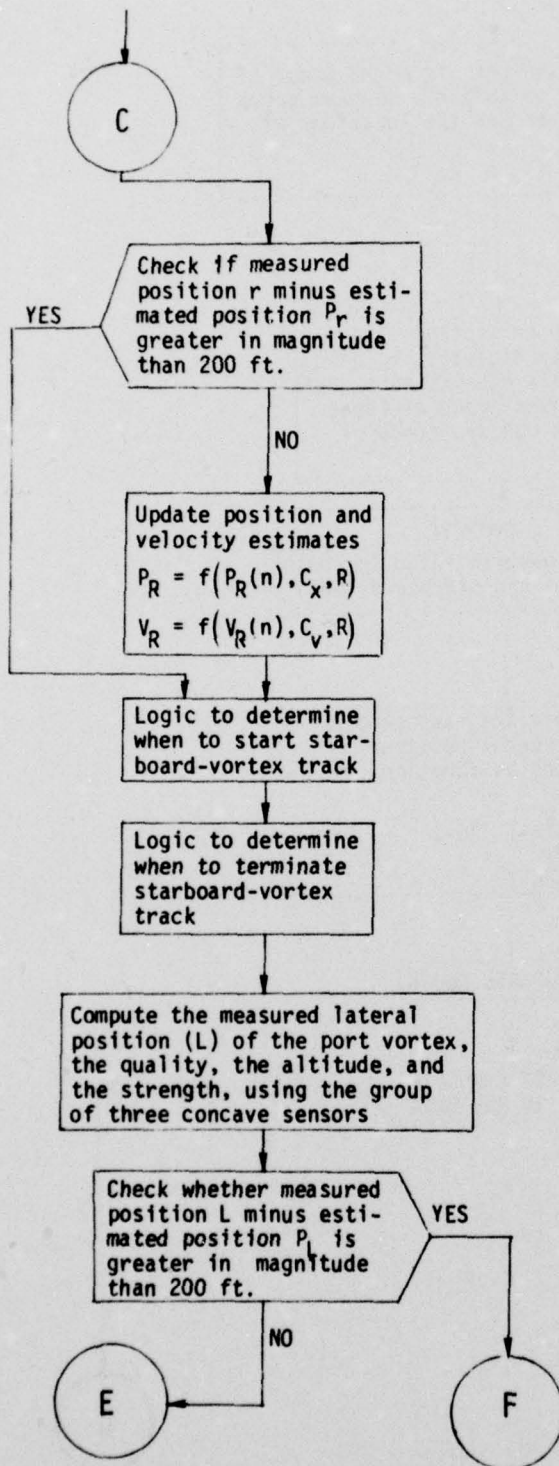 C
Check if measured
position r minus esti-
mated position Pr is
greater in magnitude
than 200 ft.
YES
NO
Update position and
velocity estimates
PR = f(PR(n),Cx,R)
VR = f(VR(n),Cv,R)
Logic to determine
when to start star-
board-vortex track
Logic to determine
when to terminate
starboard-vortex
track
Compute the measured lateral
position (L) of the port vortex,
the quality, the altitude, and
the strength, using the group
of three concave sensors
Check whether measured
position L minus esti-
mated position PL is
greater in magnitude
than 200 ft.
YES
NO
E
F